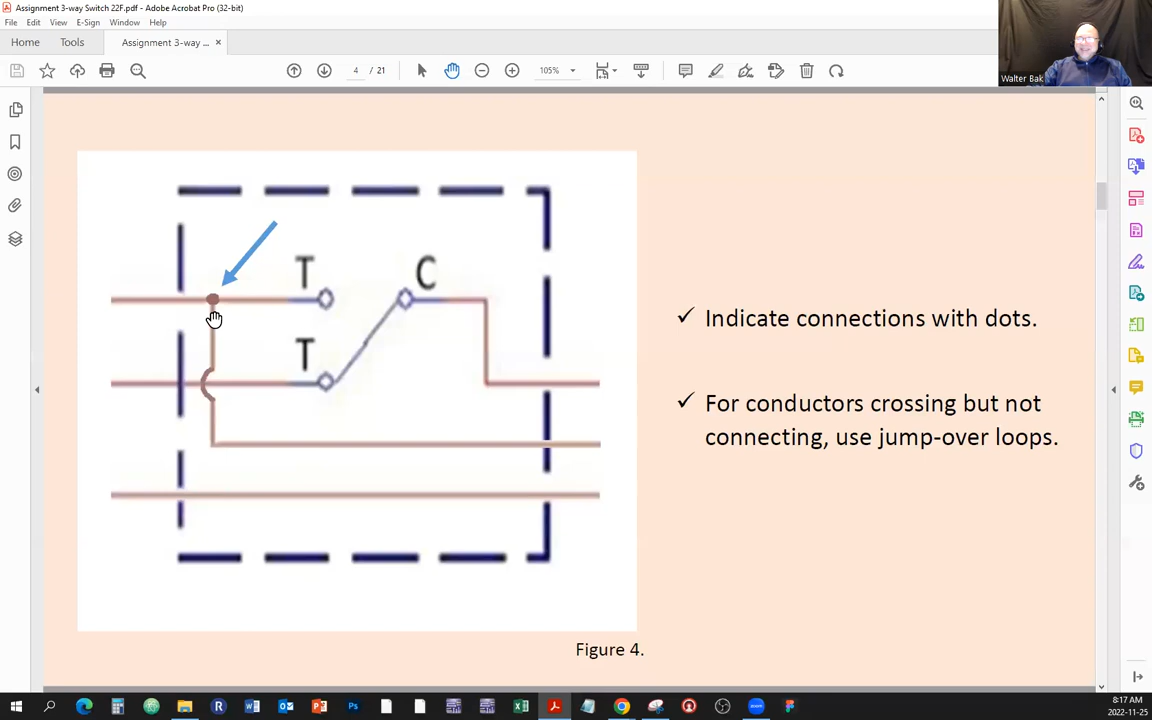 Assignment 3-way Switch 22F.pdf - Adobe Acrobat Pro (32-bit)
File Edit View E-Sign Window Help
Home Tools Assignment 3-way ... ×
4 / 21 105%
Walter Bak
T C
T
✓ Indicate connections with dots.
✓ For conductors crossing but not
connecting, use jump-over loops.
Figure 4.
8:17 AM
2022-11-25